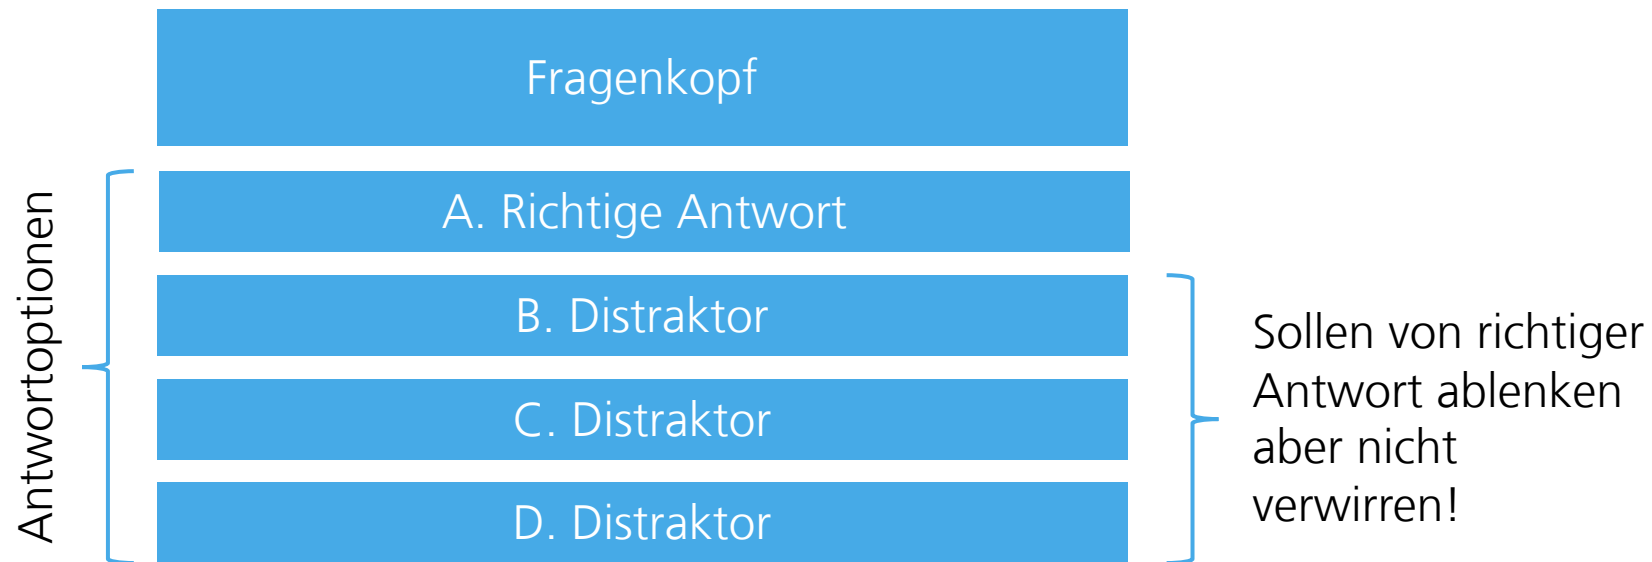 Fragenkopf
Antwortoptionen
A. Richtige Antwort
B. Distraktor
C. Distraktor
D. Distraktor
Sollen von richtiger
Antwort ablenken
aber nicht
verwirren!